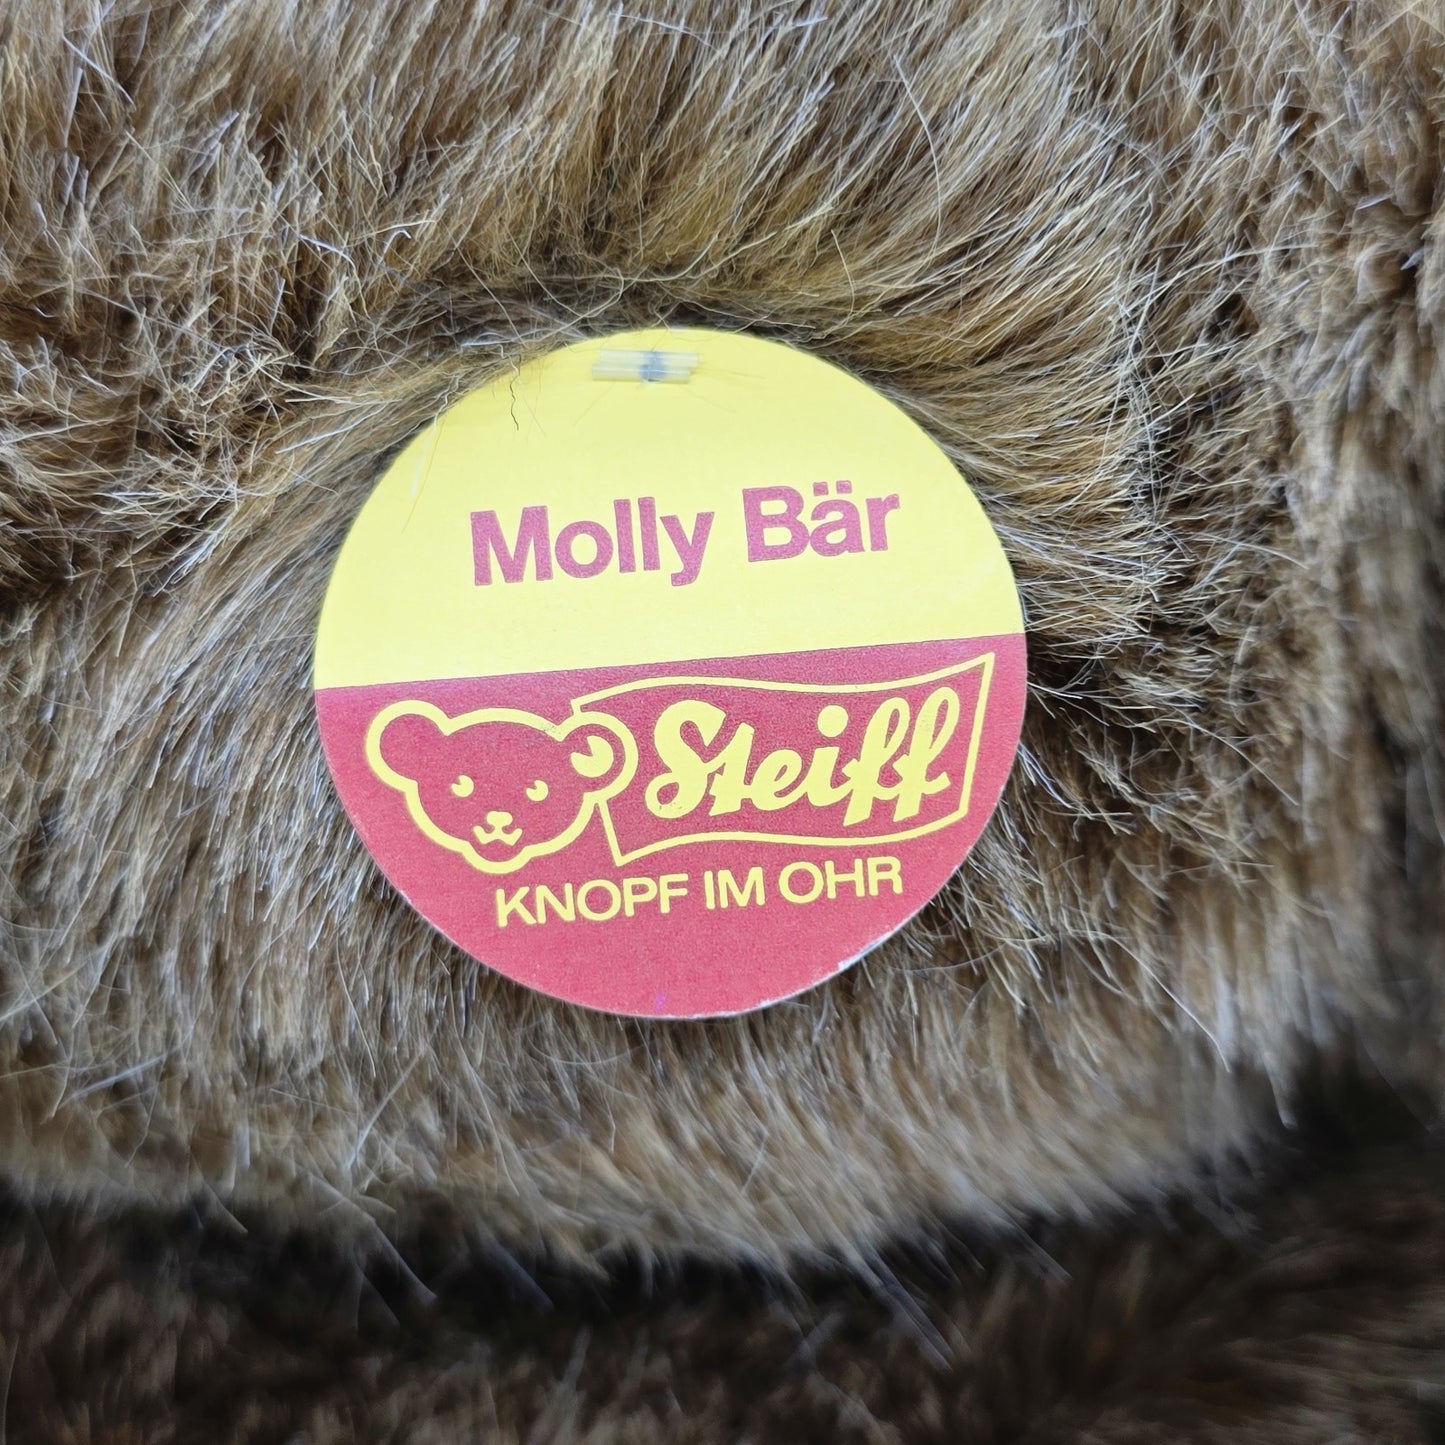 Molly Bär
Steiff
KNOPF IM OHR